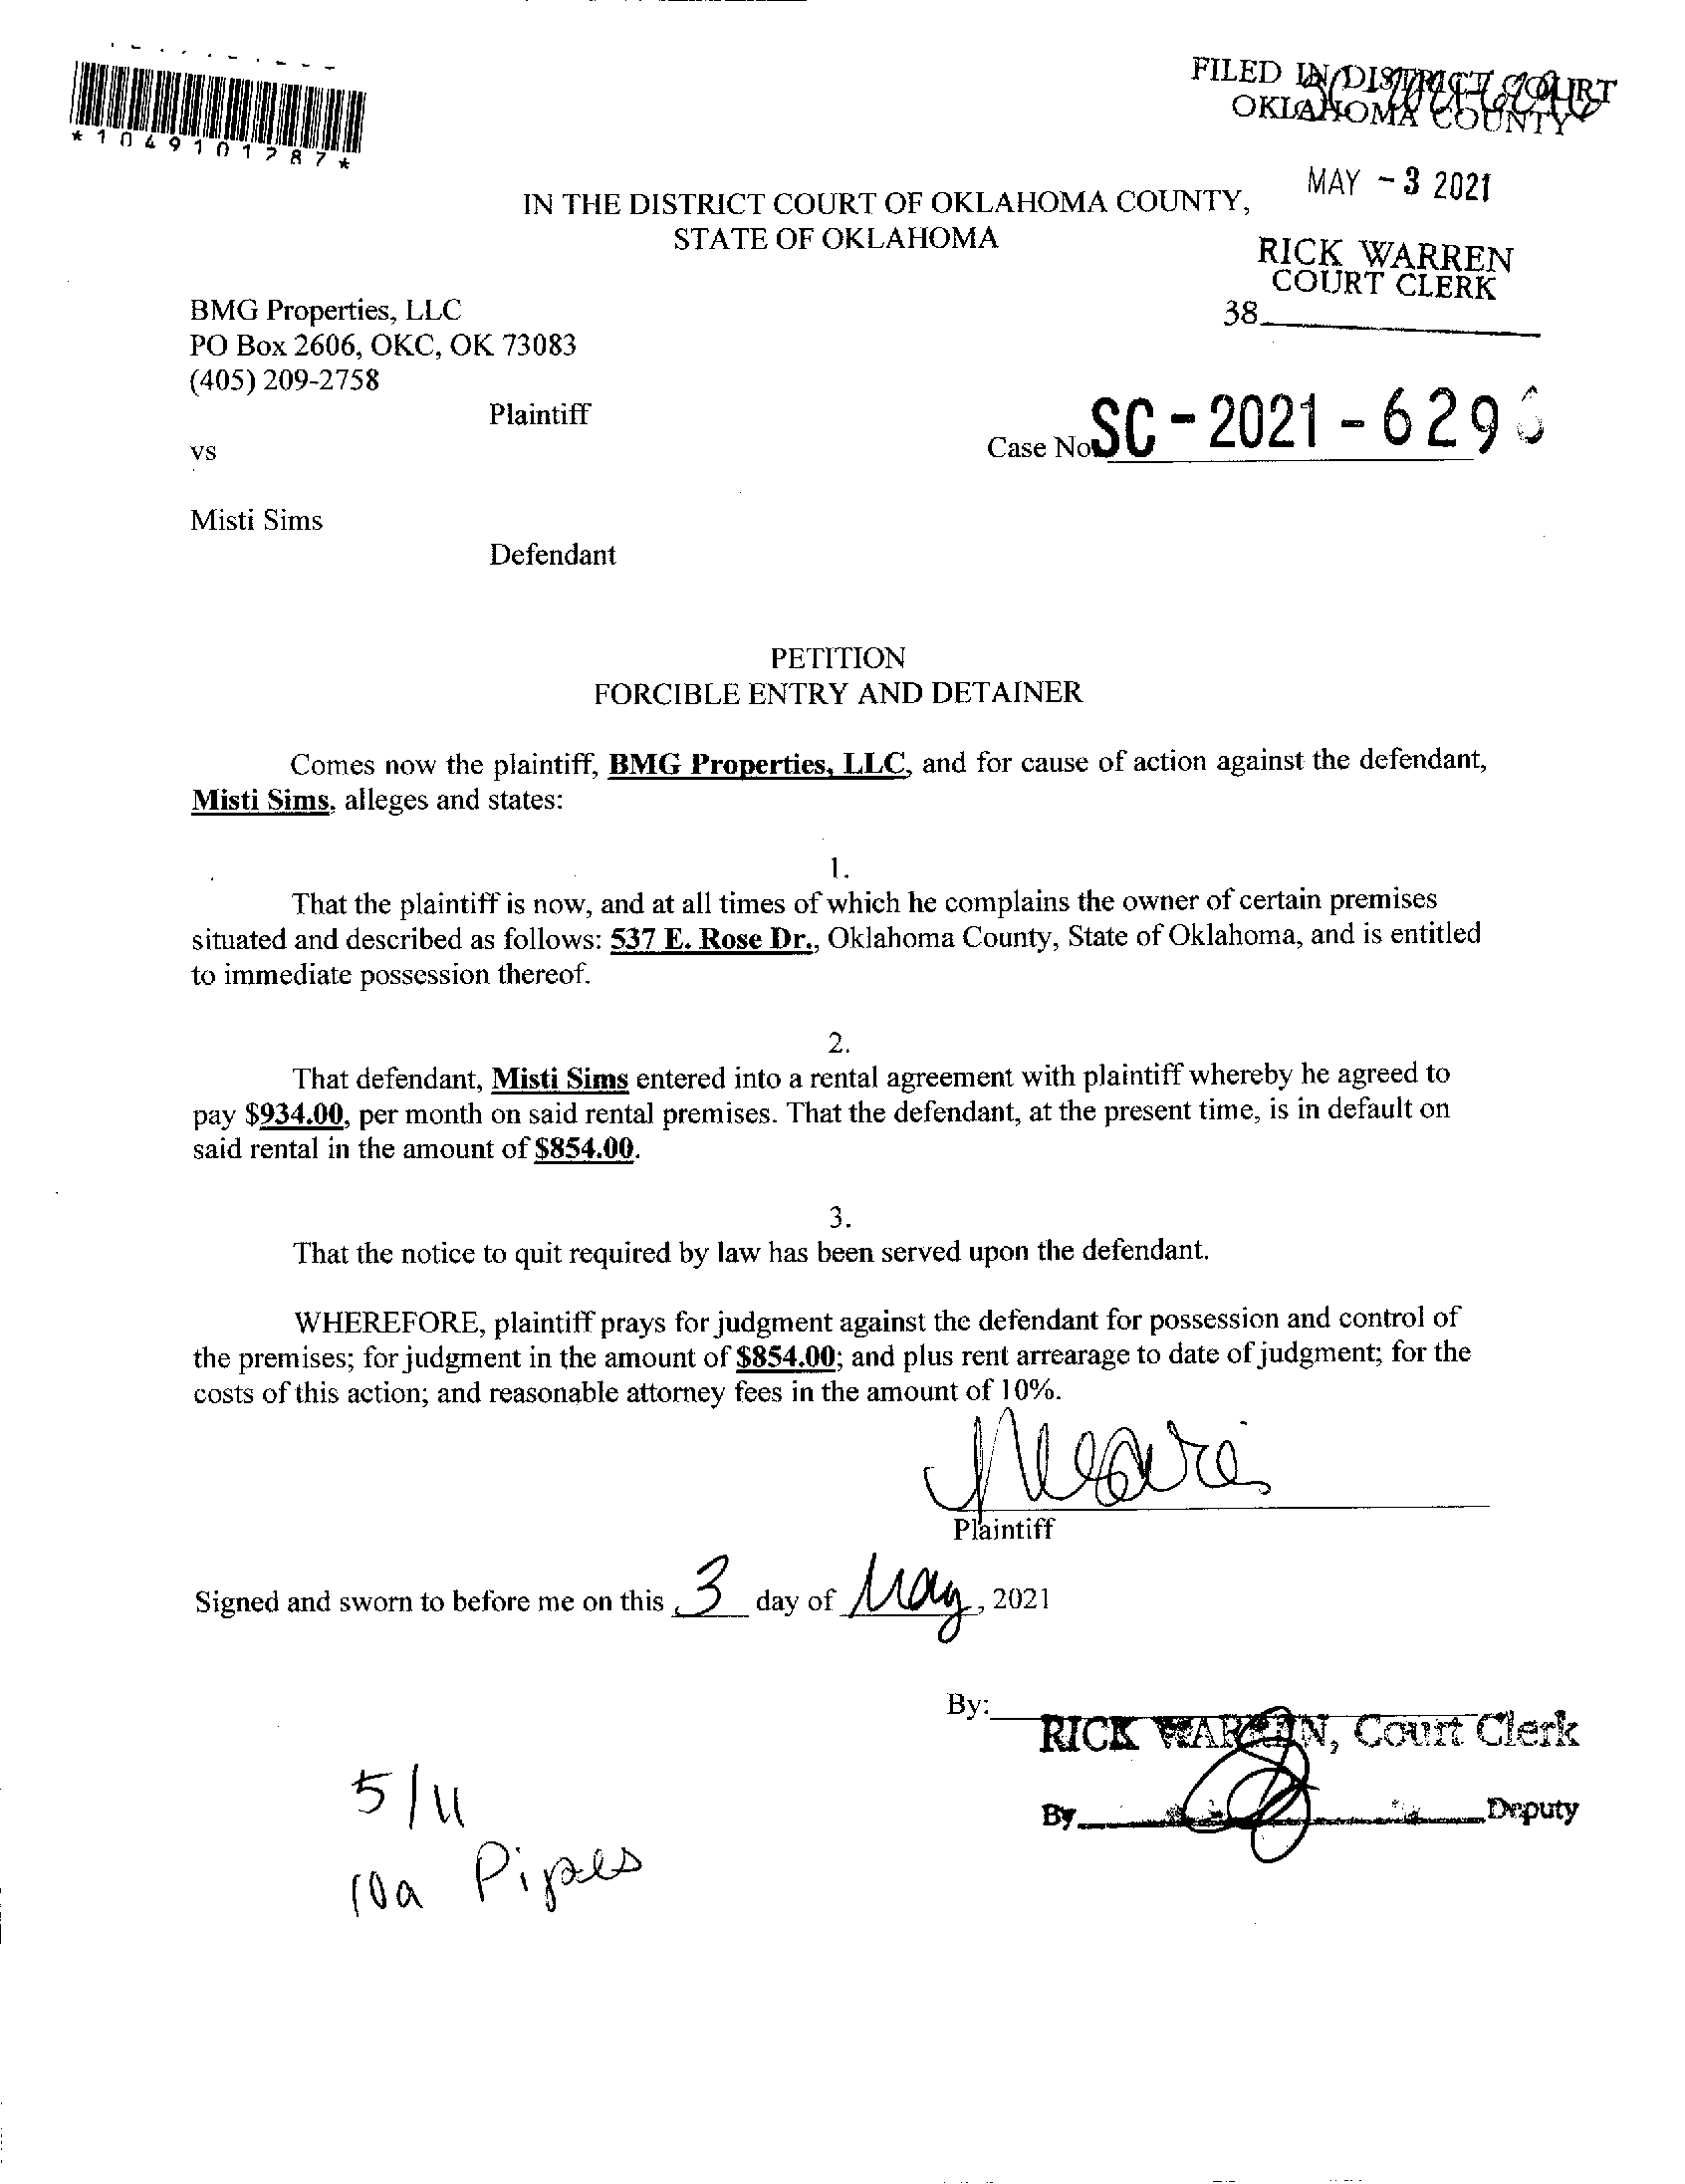 *1049101287*
FILED IN DISTRICT COURT
OKLAHOMA COUNTY
MAY - 3 2021
IN THE DISTRICT COURT OF OKLAHOMA COUNTY,
STATE OF OKLAHOMA
RICK WARREN
COURT CLERK
38
BMG Properties, LLC
PO Box 2606, OKC, OK 73083
(405) 209-2758
Plaintiff
vs
Case No. SC - 2021 - 629
Misti Sims
Defendant
PETITION
FORCIBLE ENTRY AND DETAINER
Comes now the plaintiff, BMG Properties, LLC, and for cause of action against the defendant,
Misti Sims, alleges and states:
1.
That the plaintiff is now, and at all times of which he complains the owner of certain premises
situated and described as follows: 537 E. Rose Dr., Oklahoma County, State of Oklahoma, and is entitled
to immediate possession thereof.
2.
That defendant, Misti Sims entered into a rental agreement with plaintiff whereby he agreed to
pay $934.00, per month on said rental premises. That the defendant, at the present time, is in default on
said rental in the amount of $854.00.
3.
That the notice to quit required by law has been served upon the defendant.
WHEREFORE, plaintiff prays for judgment against the defendant for possession and control of
the premises; for judgment in the amount of $854.00; and plus rent arrearage to date of judgment; for the
costs of this action; and reasonable attorney fees in the amount of 10%.
Plaintiff
Signed and sworn to before me on this 3 day of May, 2021
By:
RICK WARREN, Court Clerk
By Deputy
5/11
10a Pipes